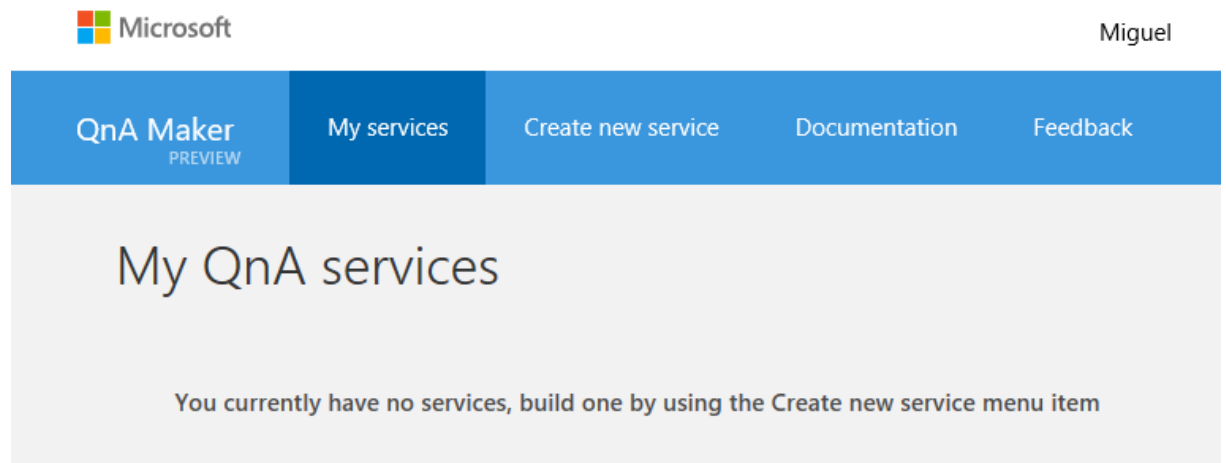 Microsoft
Miguel
QnA Maker
PREVIEW
My services
Create new service
Documentation
Feedback
My QnA services
You currently have no services, build one by using the Create new service menu item